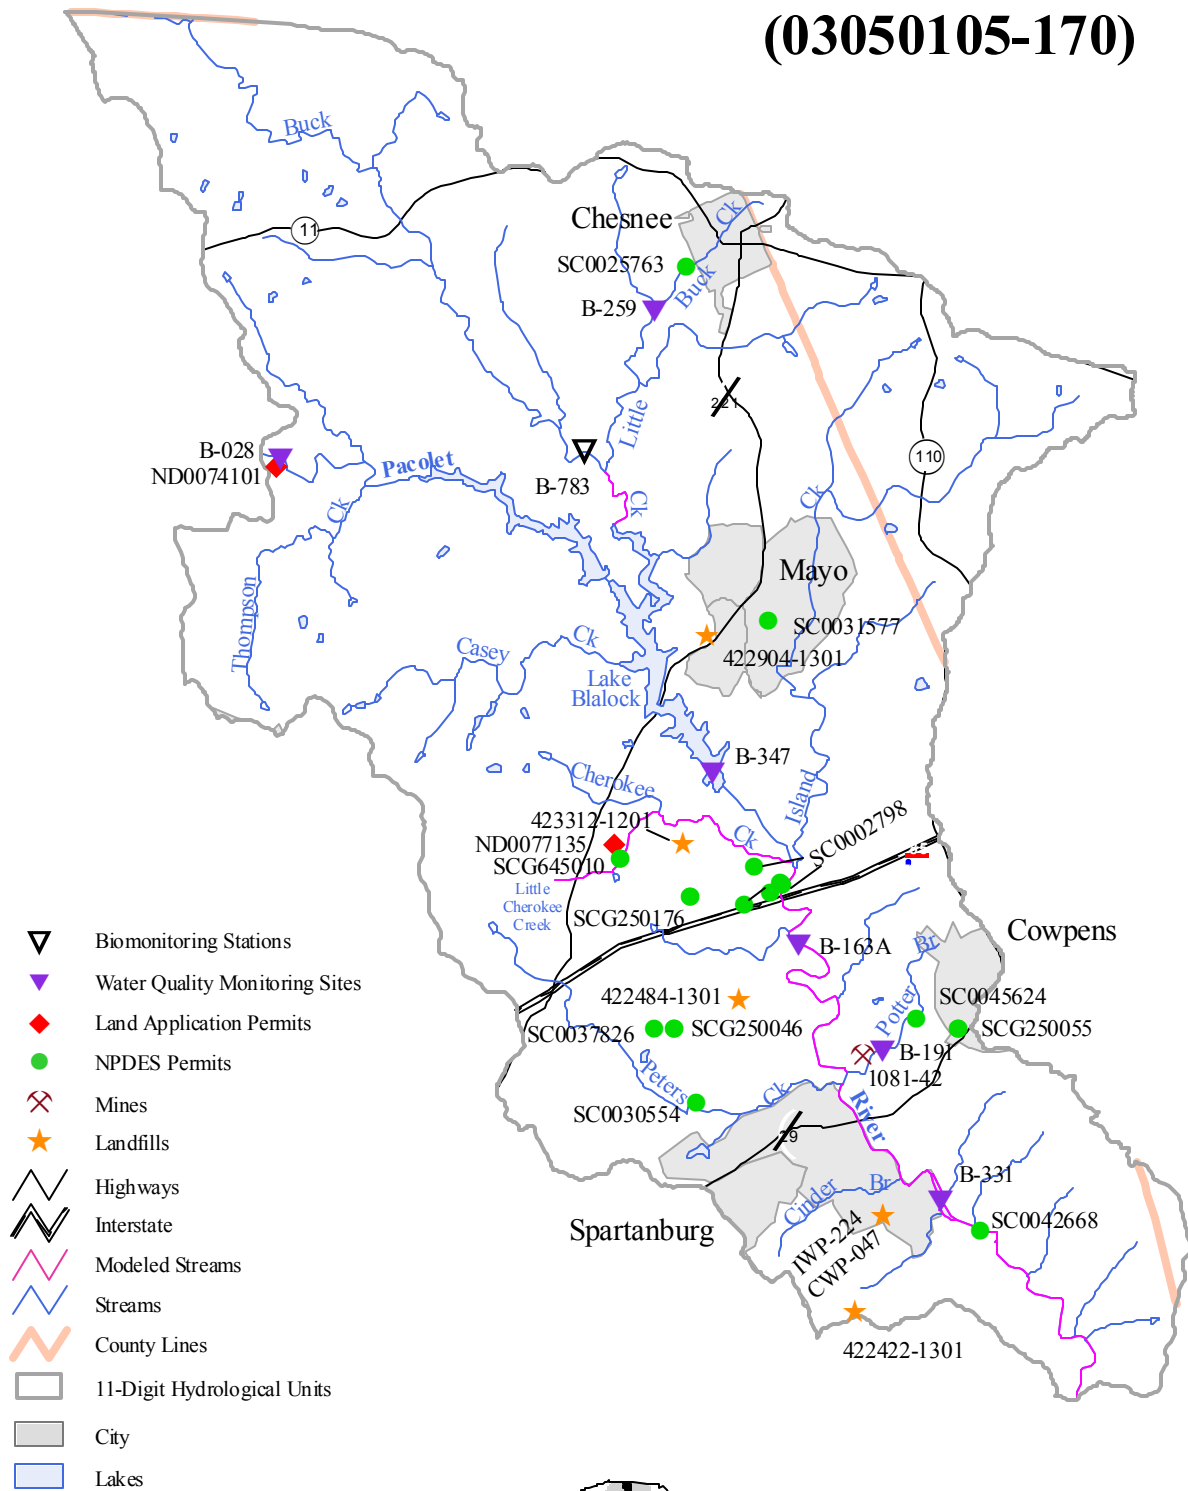 (03050105-170)
Buck
11
Chesnee
Ck
SC0025763
Buck
B-259
221
Little
110
B-028
ND0074101
Pacolet
B-783
Ck
Ck
Ck
Mayo
Thompson
SC0031577
Casey
Ck
422904-1301
Lake
Blalock
B-347
Cherokee
Island
423312-1201
Ck
SC0002798
ND0077135
SCG645010
Little
Cherokee
Creek
SCG250176
Cowpens
B-163A
Br
422484-1301
SC0045624
SC0037826
SCG250046
Potter
SCG250055
B-191
1081-42
Peters
Ck
SC0030554
River
29
B-331
Cinder
Br
SC0042668
Spartanburg
IWP-224
CWP-047
422422-1301
Biomonitoring Stations
Water Quality Monitoring Sites
Land Application Permits
NPDES Permits
Mines
Landfills
Highways
Interstate
Modeled Streams
Streams
County Lines
11-Digit Hydrological Units
City
Lakes